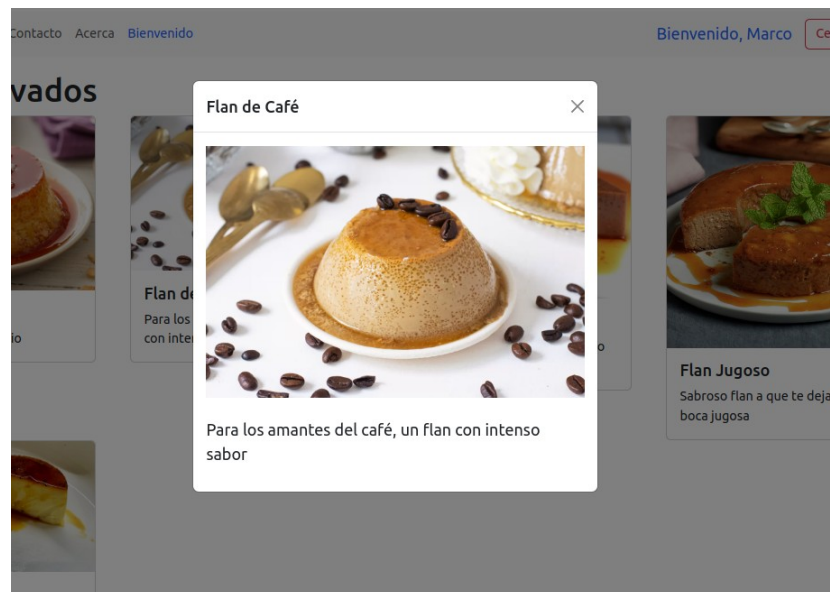 Contacto Acerca Bienvenido Bienvenido, Marco Ce
vados
Flan de Café
Para los amantes del café, un flan con intenso
sabor
io
Flan de
Para los
con inte
o
Flan Jugoso
Sabroso flan a que te deja
boca jugosa